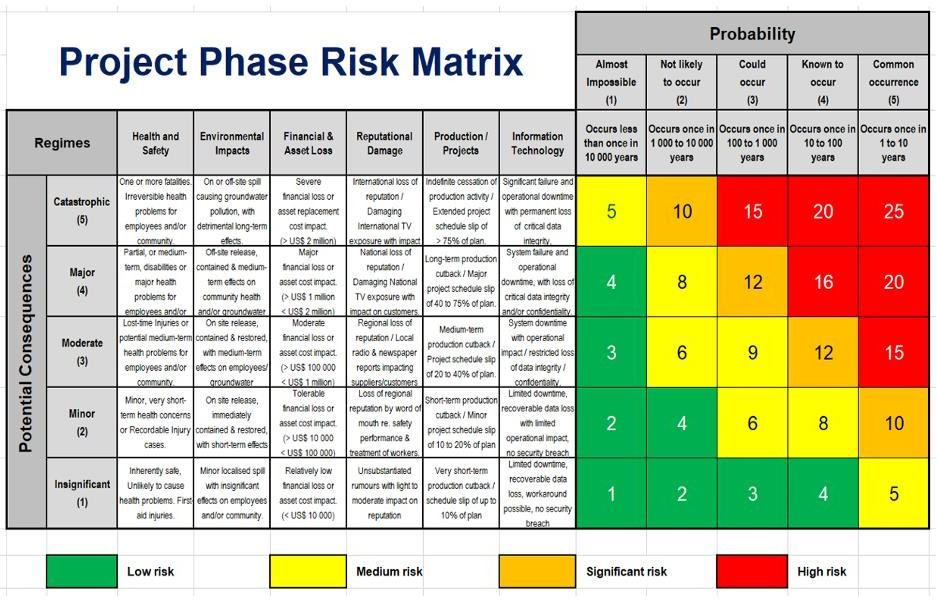 Project Phase Risk Matrix
Probability
Almost
Impossible
(1)
Not likely
to occur
(2)
Could
occur
(3)
Known to
occur
(4)
Common
occurrence
(5)
Regimes
Health and
Safety
Environmental
Impacts
Financial &
Asset Loss
Reputational
Damage
Production /
Projects
Information
Technology
Occurs less
than once in
10 000 years
Occurs once in
1 000 to 10 000
years
Occurs once in
100 to 1 000
years
Occurs once in
10 to 100
years
Occurs once in
1 to 10
years
Potential Consequences
Catastrophic
(5)
One or more fatalities.
Irreversible health
problems for
employees and/or
community.
On or off-site spill
causing groundwater
pollution, with
detrimental long-term
effects.
Severe
financial loss or
asset replacement
cost impact.
(> US$ 2 million)
International loss of
reputation /
Damaging
International TV
exposure with impact
Indefinite cessation of
production activity /
Extended project
schedule slip of
> 75% of plan.
Significant failure and
operational downtime
with permanent loss
of critical data
integrity,
5
10
15
20
25
Major
(4)
Partial, or medium-
term, disabilities or
major health
problems for
employees and/or
Off-site release,
contained & medium-
term effects on
community health
and/or groundwater
Major
financial loss or
asset cost impact.
(> US$ 1 million
< US$ 2 million)
National loss of
reputation /
Damaging National
TV exposure with
impact on customers.
Long-term production
cutback / Major
project schedule slip
of 40 to 75% of plan.
System failure and
operational
downtime, with loss of
critical data integrity
and/or confidentiality.
4
8
12
16
20
Moderate
(3)
Lost-time Injuries or
potential medium-term
health problems for
employees and/or
community.
On site release,
contained & restored,
with medium-term
effects on employees/
groundwater
Moderate
financial loss or
asset cost impact.
(> US$ 100 000
< US$ 1 million)
Regional loss of
reputation / Local
radio & newspaper
reports impacting
suppliers/customers
Medium-term
production cutback /
Project schedule slip
of 20 to 40% of plan.
System downtime
with operational
impact / restricted loss
of data integrity /
confidentiality.
3
6
9
12
15
Minor
(2)
Minor, very short-
term health concerns
or Recordable Injury
cases.
On site release,
immediately
contained & restored,
with short-term effects
Tolerable
financial loss or
asset cost impact.
(> US$ 10 000
< US$ 100 000)
Loss of regional
reputation by word of
mouth re. safety
performance &
treatment of workers.
Short-term production
cutback / Minor
project schedule slip
of 10 to 20% of plan
Limited downtime,
recoverable data loss
with limited
operational impact,
no security breach
2
4
6
8
10
Insignificant
(1)
Inherently safe,
Unlikely to cause
health problems. First-
aid injuries.
Minor localised spill
with insignificant
effects on employees
and/or community.
Relatively low
financial loss or
asset cost impact.
(< US$ 10 000)
Unsubstantiated
rumours with light to
moderate impact on
reputation
Very short-term
production cutback /
schedule slip of up to
10% of plan
Limited downtime,
recoverable data
loss, workaround
possible, no security
breach
1
2
3
4
5
Low risk
Medium risk
Significant risk
High risk